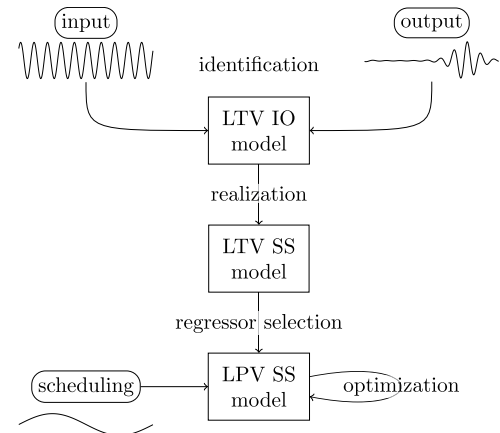 input
output
identification
LTV IO
model
realization
LTV SS
model
regressor selection
LPV SS
model
scheduling
optimization